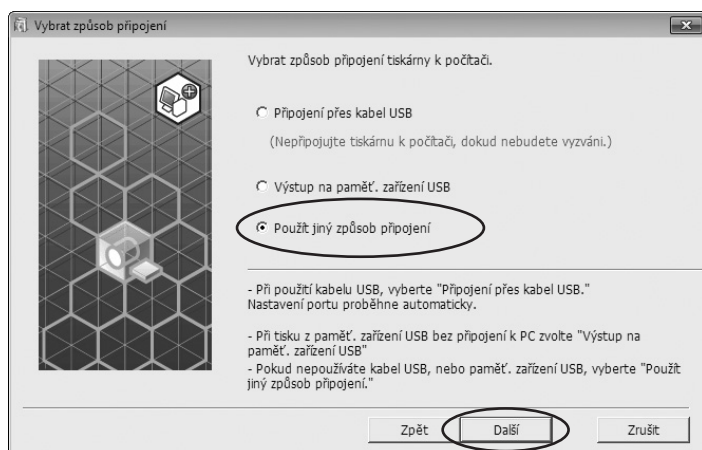 Vybrat způsob připojení
Vybrat způsob připojení tiskárny k počítači.
Připojení přes kabel USB
(Nepřipojujte tiskárnu k počítači, dokud nebudete vyzváni.)
Výstup na paměť. zařízení USB
Použít jiný způsob připojení
- Při použití kabelu USB, vyberte "Připojení přes kabel USB."
Nastavení portu proběhne automaticky.
- Při tisku z paměť. zařízení USB bez připojení k PC zvolte "Výstup na
paměť. zařízení USB"
- Pokud nepoužíváte kabel USB, nebo paměť. zařízení USB, vyberte "Použít
jiný způsob připojení."
Zpět
Další
Zrušit